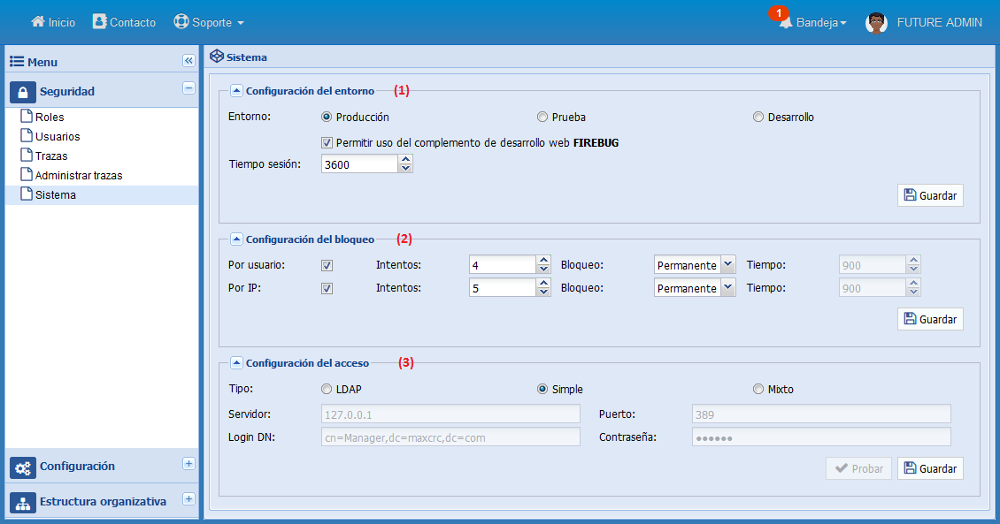 Inicio Contacto Soporte 1 Bandeja FUTURE ADMIN
Menu
Seguridad
Roles
Usuarios
Trazas
Administrar trazas
Sistema
Configuración
Estructura organizativa
Sistema
Configuración del entorno (1)
Entorno: Producción Prueba Desarrollo
Permitir uso del complemento de desarrollo web FIREBUG
Tiempo sesión: 3600
Guardar
Configuración del bloqueo (2)
Por usuario: Intentos: 4 Bloqueo: Permanente Tiempo: 900
Por IP: Intentos: 5 Bloqueo: Permanente Tiempo: 900
Guardar
Configuración del acceso (3)
Tipo: LDAP Simple Mixto
Servidor: 127.0.0.1 Puerto: 389
Login DN: cn=Manager,dc=maxcrc,dc=com Contraseña: ●●●●●●
Probar Guardar